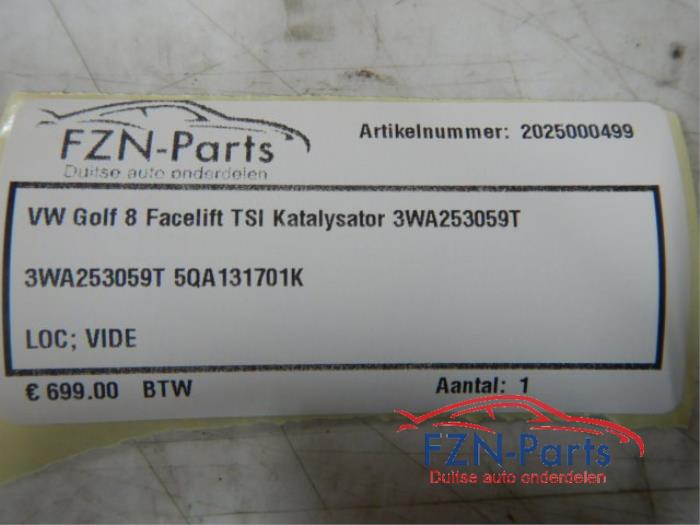 FZN-Parts
Duitse auto onderdelen
Artikelnummer: 2025000499
VW Golf 8 Facelift TSI Katalysator 3WA253059T
3WA253059T 5QA131701K
LOC; VIDE
€ 699.00 BTW
Aantal: 1
FZN-Parts
Duitse auto onderdelen